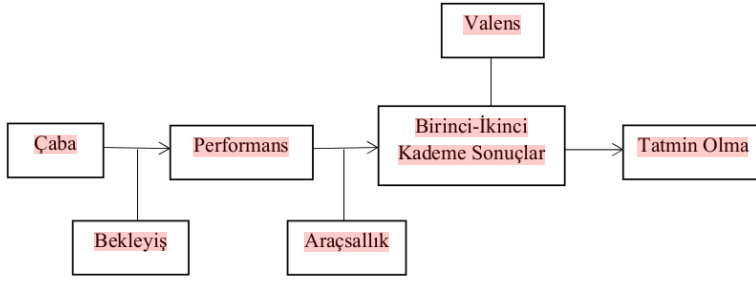 Valens
Çaba
Performans
Birinci-İkinci
Kademe Sonuçlar
Tatmin Olma
Bekleyiş
Araçsallık